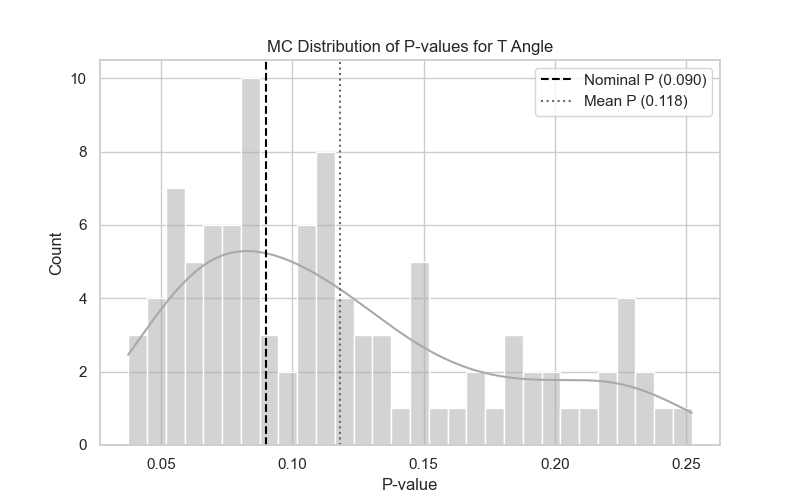 MC Distribution of P-values for T Angle
Nominal P (0.090)
Mean P (0.118)
Count
10
8
6
4
2
0
0.05
0.10
0.15
0.20
0.25
P-value